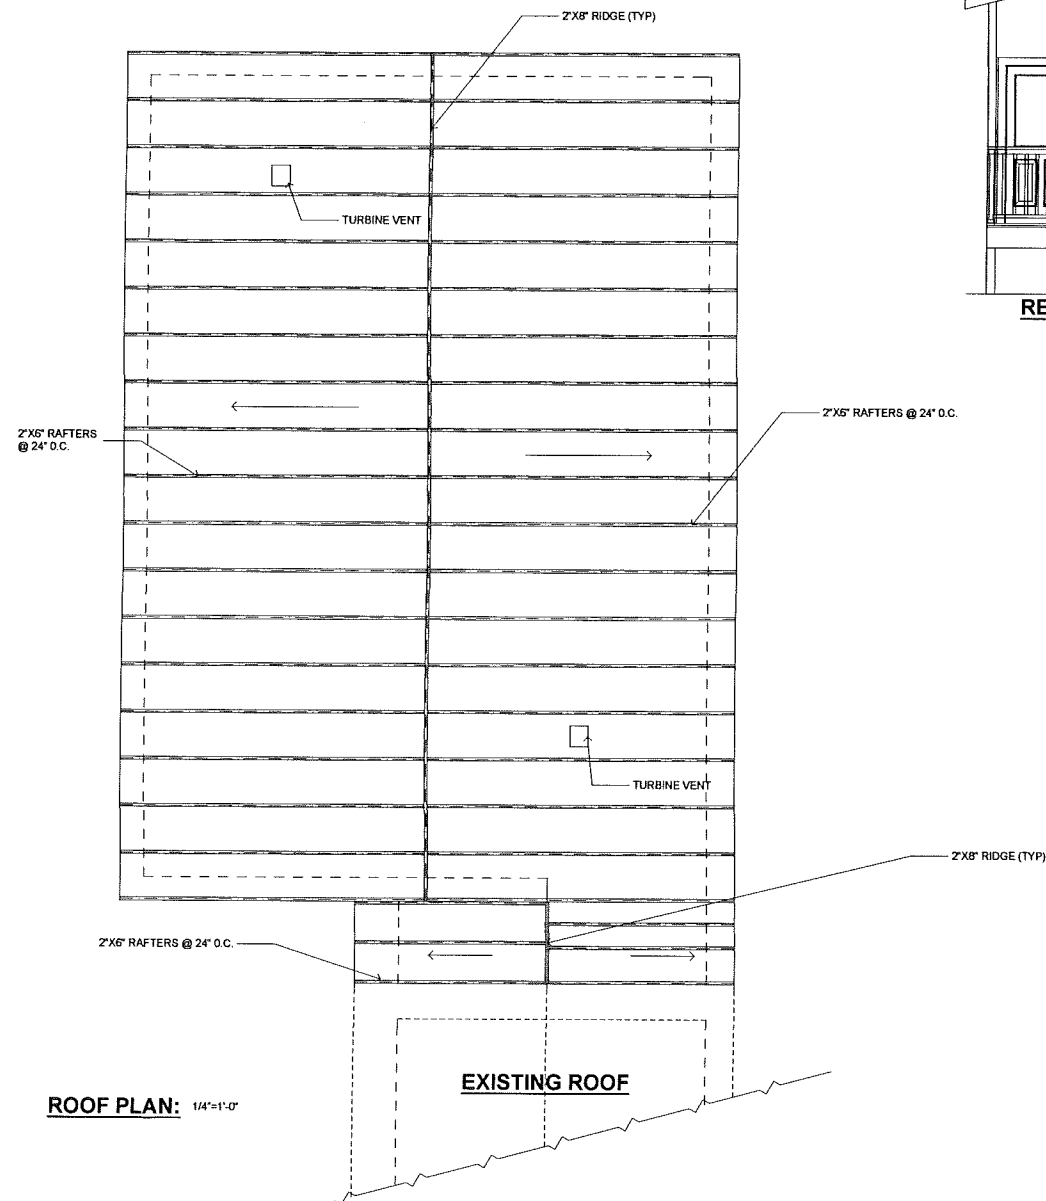 2"X8" RIDGE (TYP)
TURBINE VENT
RE
2"X6" RAFTERS @ 24" O.C.
2"X6" RAFTERS
@ 24" O.C.
TURBINE VENT
2"X8" RIDGE (TYP)
2"X6" RAFTERS @ 24" O.C.
EXISTING ROOF
ROOF PLAN: 1/4"=1'-0"